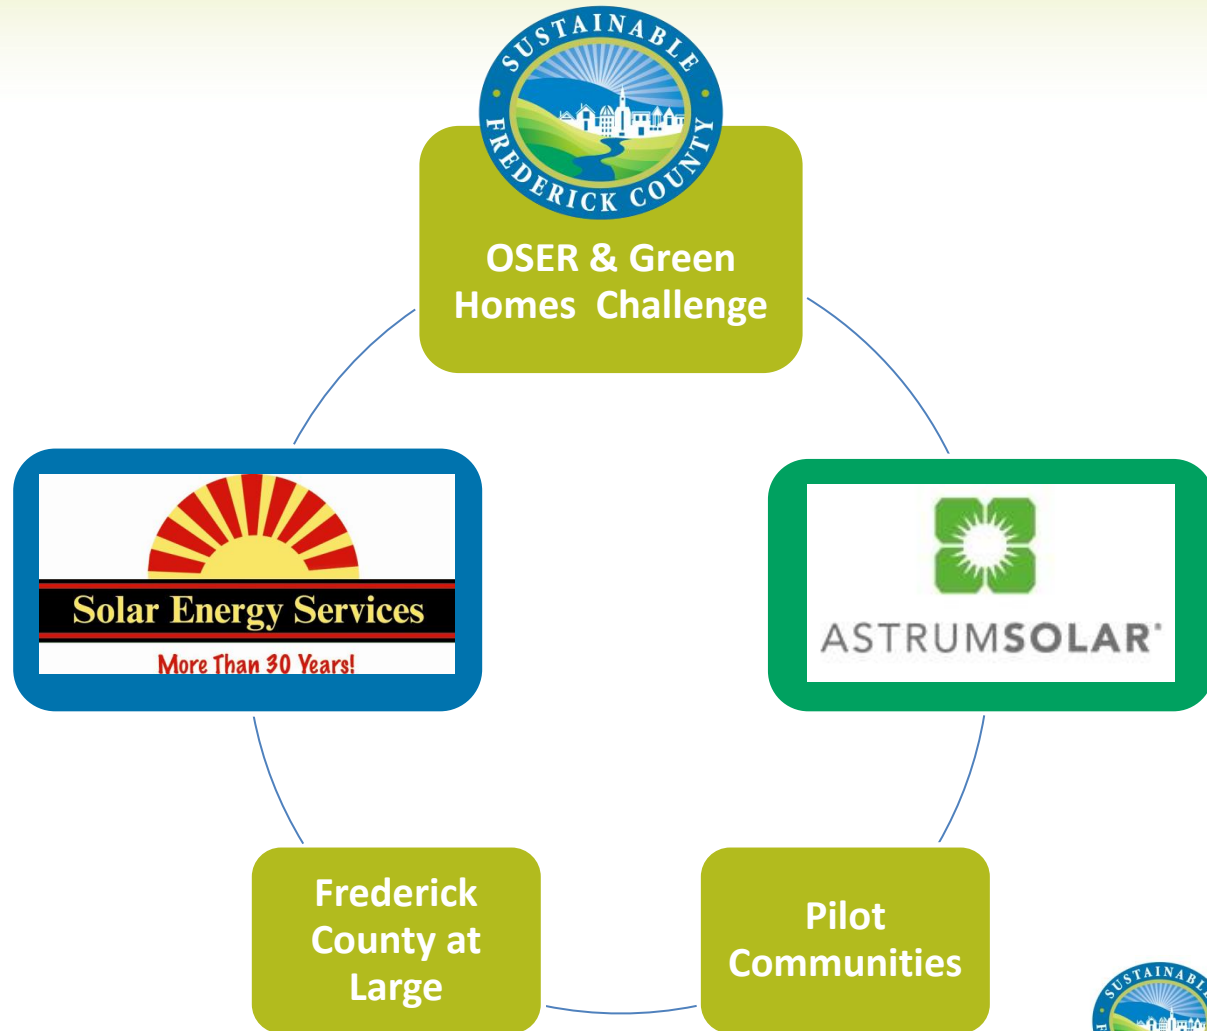 SUSTAINABLE
FREDERICK COUNTY
OSER & Green
Homes Challenge
Solar Energy Services
More Than 30 Years!
ASTRUMSOLAR®
Frederick
County at
Large
Pilot
Communities
SUSTAINABLE